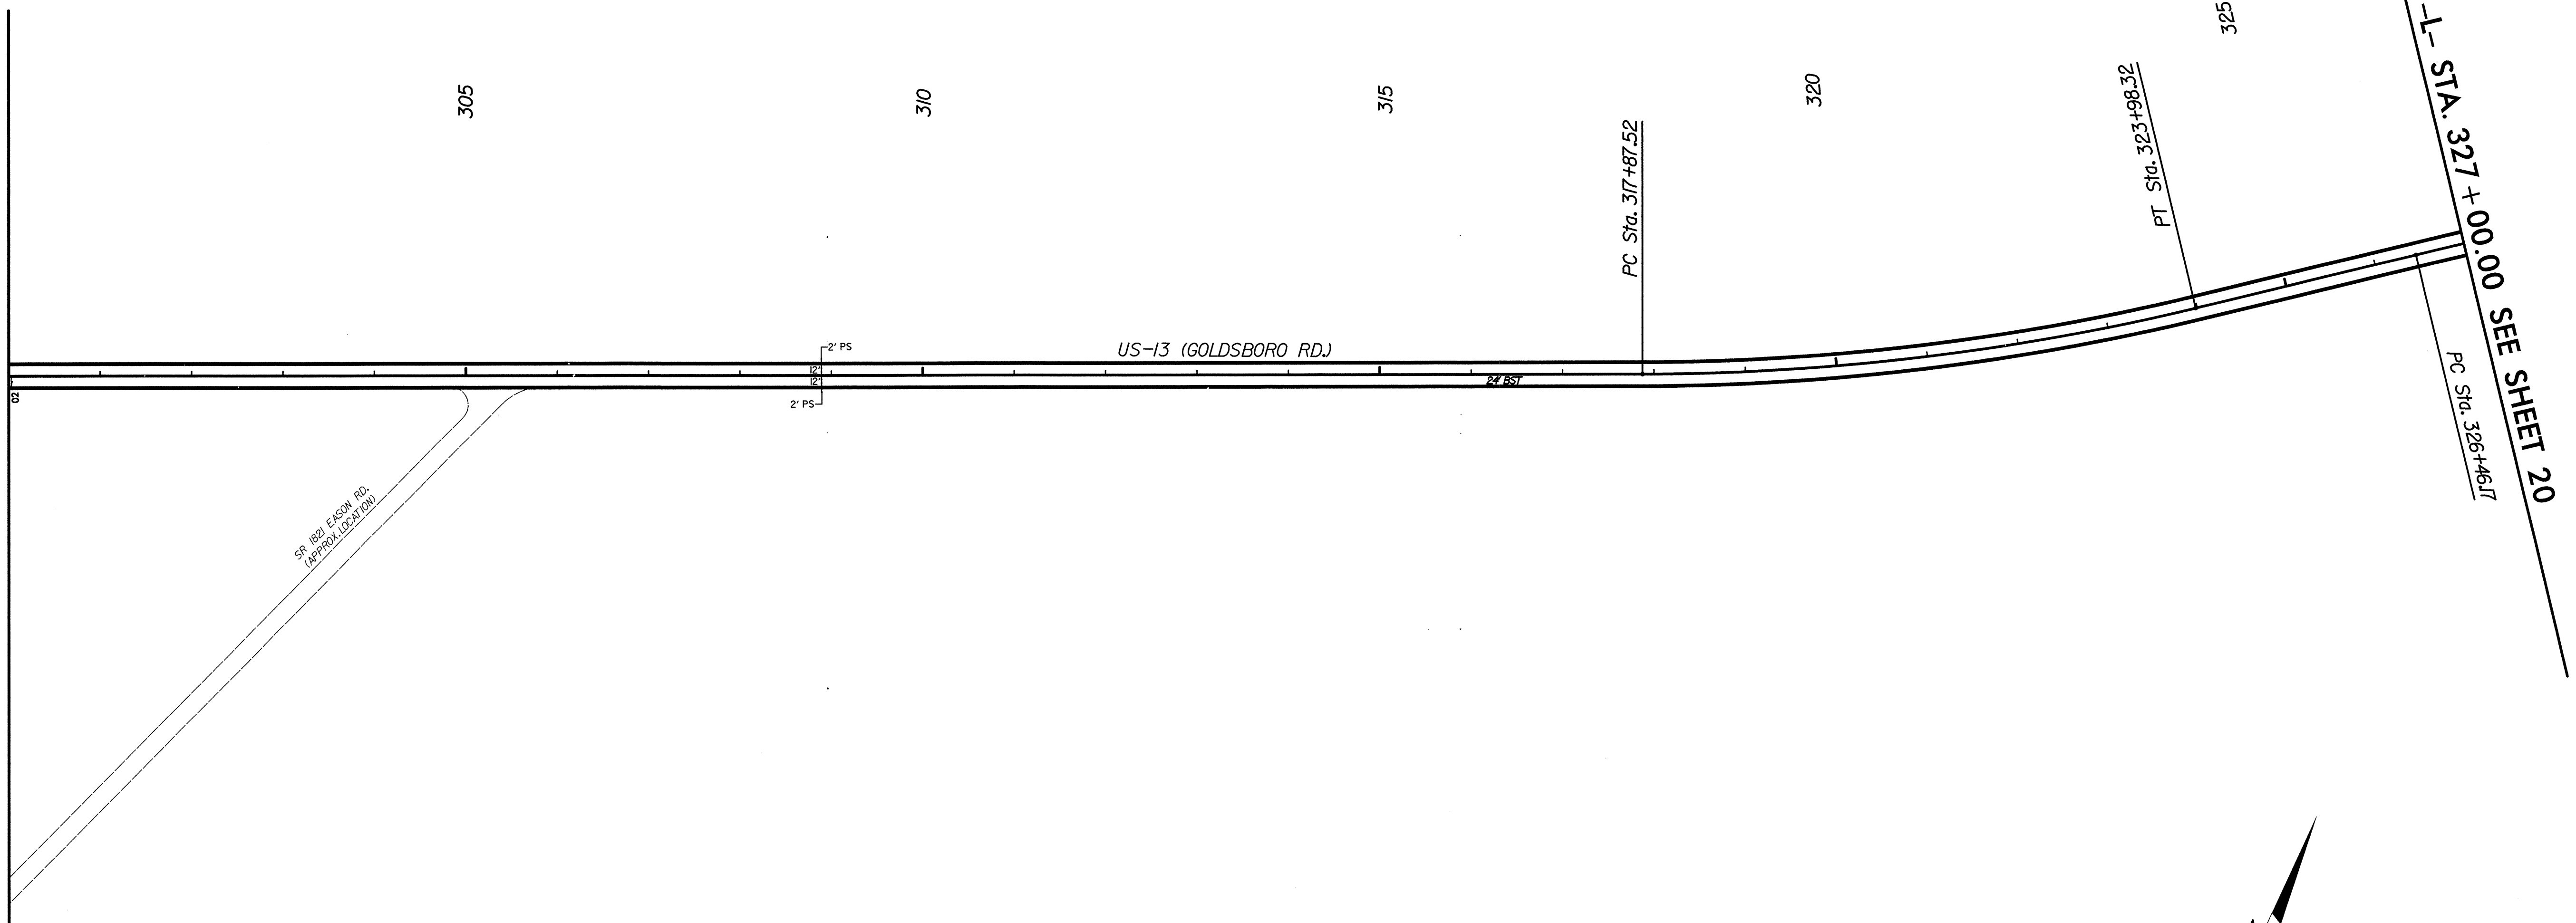 305
310
315
320
325
-L- STA. 327+00.00 SEE SHEET 20
PC Sta. 317+87.52
PT Sta. 323+98.32
PC Sta. 326+46.17
2' PS
US-13 (GOLDSBORO RD.)
12'
12'
24' BST
2' PS
SR 1821 EASON RD.
(APPROX. LOCATION)